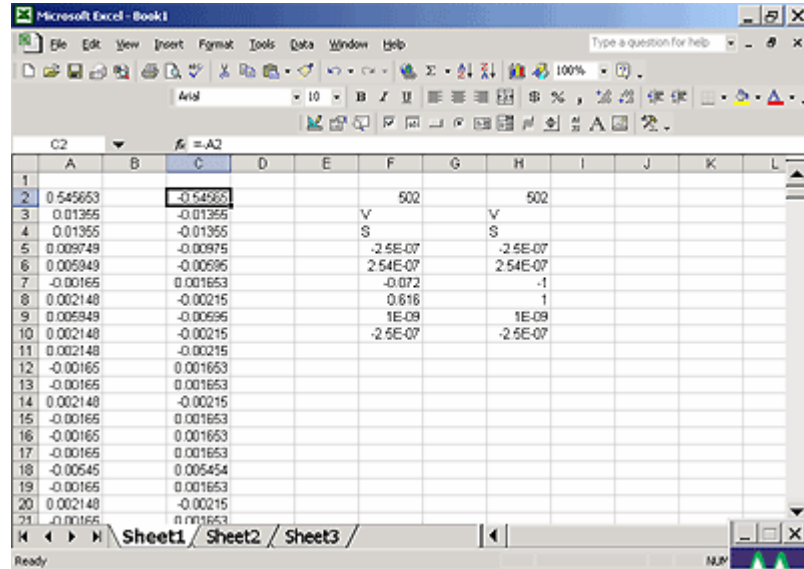 Microsoft Excel - Book1
File Edit View Insert Format Tools Data Window Help Type a question for help
100%
Arial 10 B I U $ % ,
C2 fx =-A2
A B C D E F G H I J K L
1
2 0.545653 -0.54565 502 502
3 0.01355 -0.01355 V V
4 0.01355 -0.01355 S S
5 0.009749 -0.00975 -2.5E-07 -2.5E-07
6 0.005949 -0.00595 2.54E-07 2.54E-07
7 -0.00165 0.001653 -0.072 -1
8 0.002148 -0.00215 0.616 1
9 0.005949 -0.00595 1E-09 1E-09
10 0.002148 -0.00215 -2.5E-07 -2.5E-07
11 0.002148 -0.00215
12 -0.00165 0.001653
13 -0.00165 0.001653
14 0.002148 -0.00215
15 -0.00165 0.001653
16 -0.00165 0.001653
17 -0.00165 0.001653
18 -0.00545 0.005454
19 -0.00165 0.001653
20 0.002148 -0.00215
21 -0.00165 0.001653
Sheet1 Sheet2 Sheet3
Ready NUM